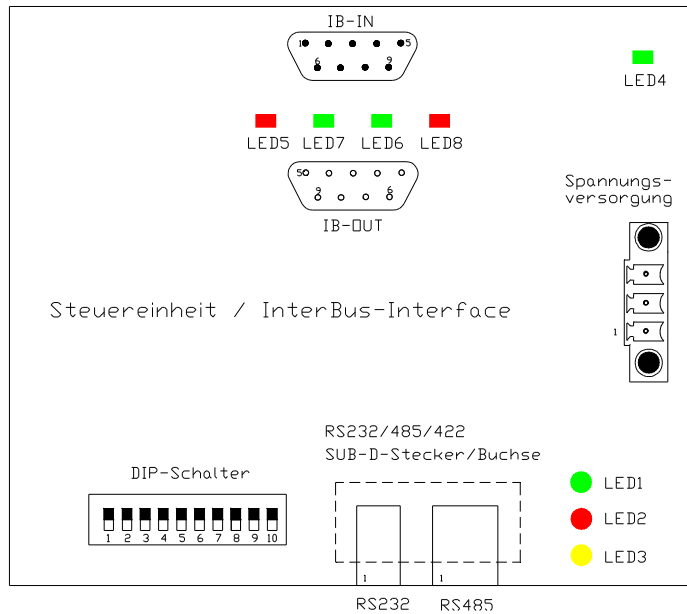 IB-IN
1 5
6 9
LED4
LED5 LED7 LED6 LED8
5
9 6
IB-OUT
Spannungs-
versorgung
1
Steuereinheit / InterBus-Interface
RS232/485/422
SUB-D-Stecker/Buchse
DIP-Schalter
1 2 3 4 5 6 7 8 9 10
LED1
LED2
LED3
1 1
RS232 RS485